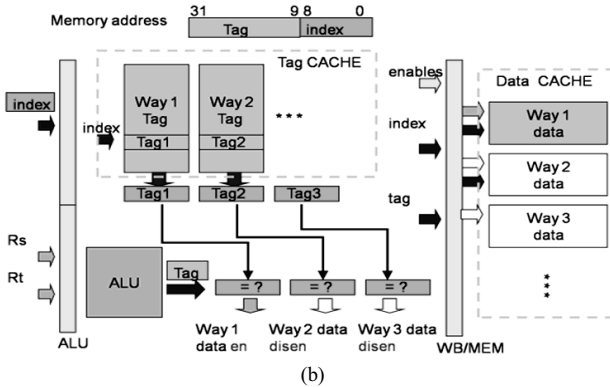 Memory address
31 9 8 0
Tag index
Tag CACHE
Way 1
Tag
Tag1
Way 2
Tag
Tag2
***
index
index
Tag1 Tag2 Tag3
Rs
Rt
ALU
Tag
= ? = ? = ?
Way 1
data en
Way 2 data
disen
Way 3 data
disen
ALU
enables
index
tag
WB/MEM
Data CACHE
Way 1
data
Way 2
data
Way 3
data
***
(b)